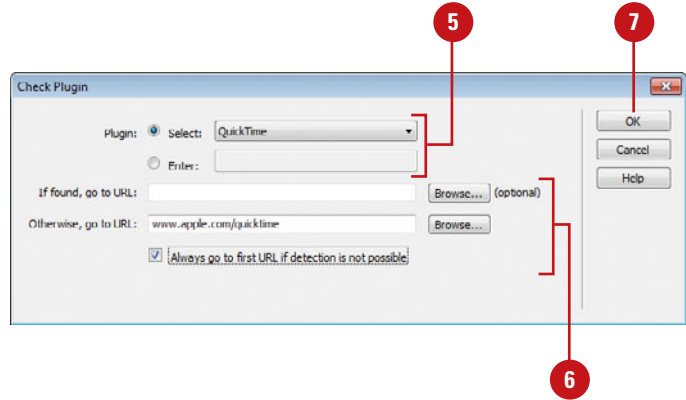 5
7
Check Plugin
Plugin: Select: QuickTime
OK
Enter:
Cancel
If found, go to URL: Browse... (optional)
Help
Otherwise, go to URL: www.apple.com/quicktime Browse...
Always go to first URL if detection is not possible
6